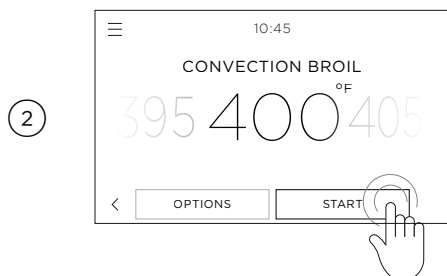 10:45
CONVECTION BROIL
2
395 400°F 405
OPTIONS START